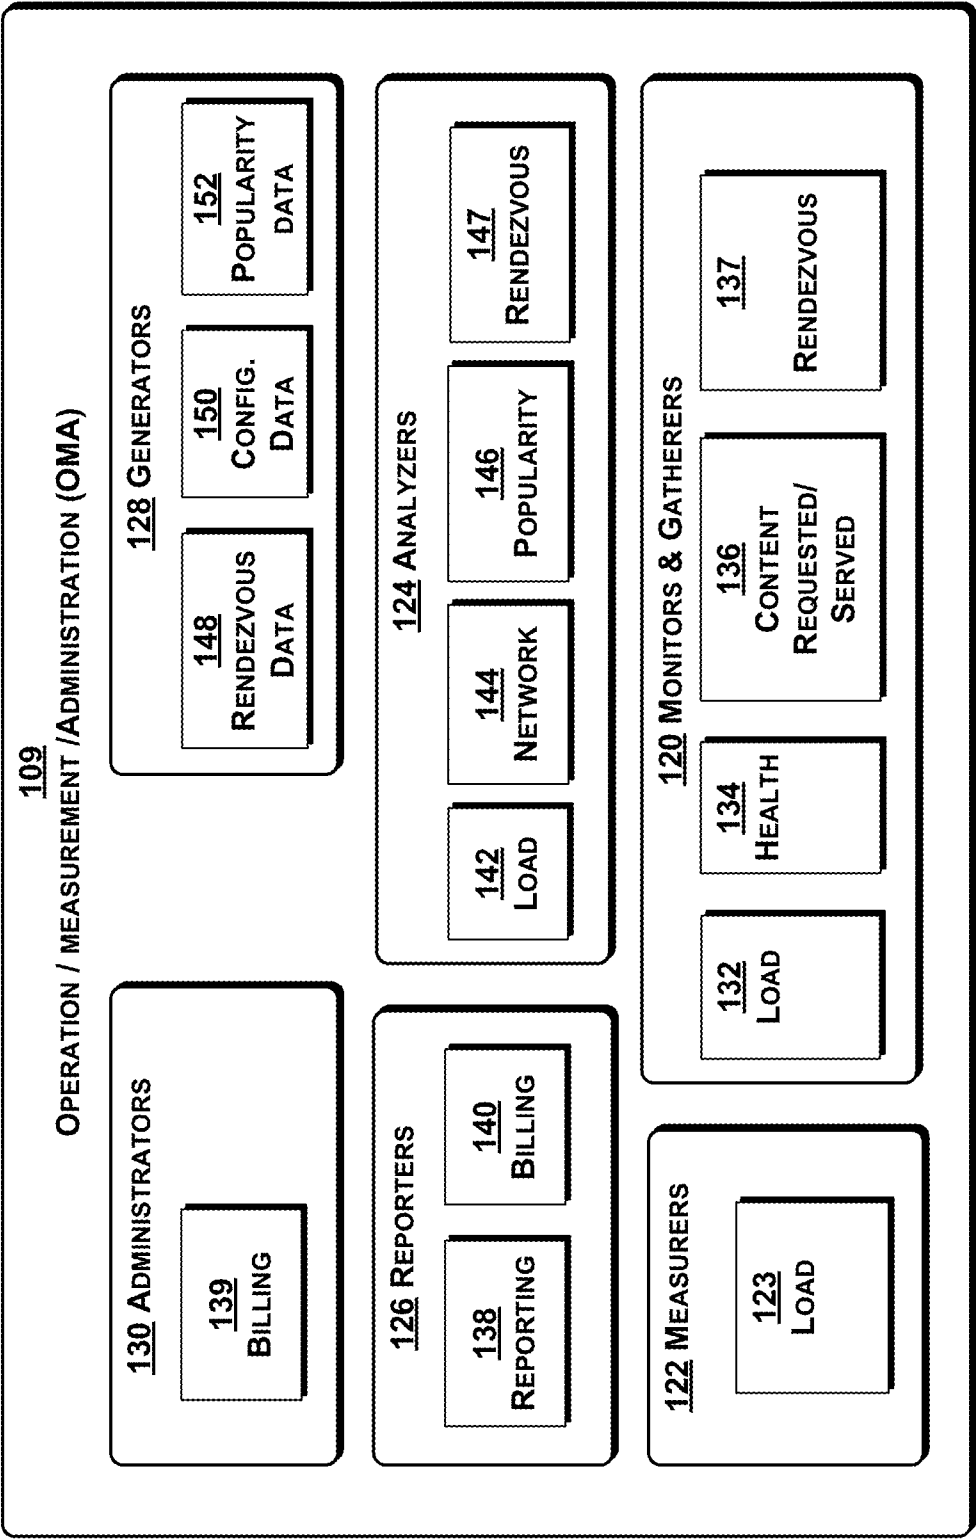 109
OPERATION / MEASUREMENT /ADMINISTRATION (OMA)
130 ADMINISTRATORS
139
BILLING
128 GENERATORS
148
RENDEZVOUS
DATA
150
CONFIG.
DATA
152
POPULARITY
DATA
126 REPORTERS
138
REPORTING
140
BILLING
124 ANALYZERS
142
LOAD
144
NETWORK
146
POPULARITY
147
RENDEZVOUS
122 MEASURERS
123
LOAD
120 MONITORS & GATHERERS
132
LOAD
134
HEALTH
136
CONTENT
REQUESTED/
SERVED
137
RENDEZVOUS